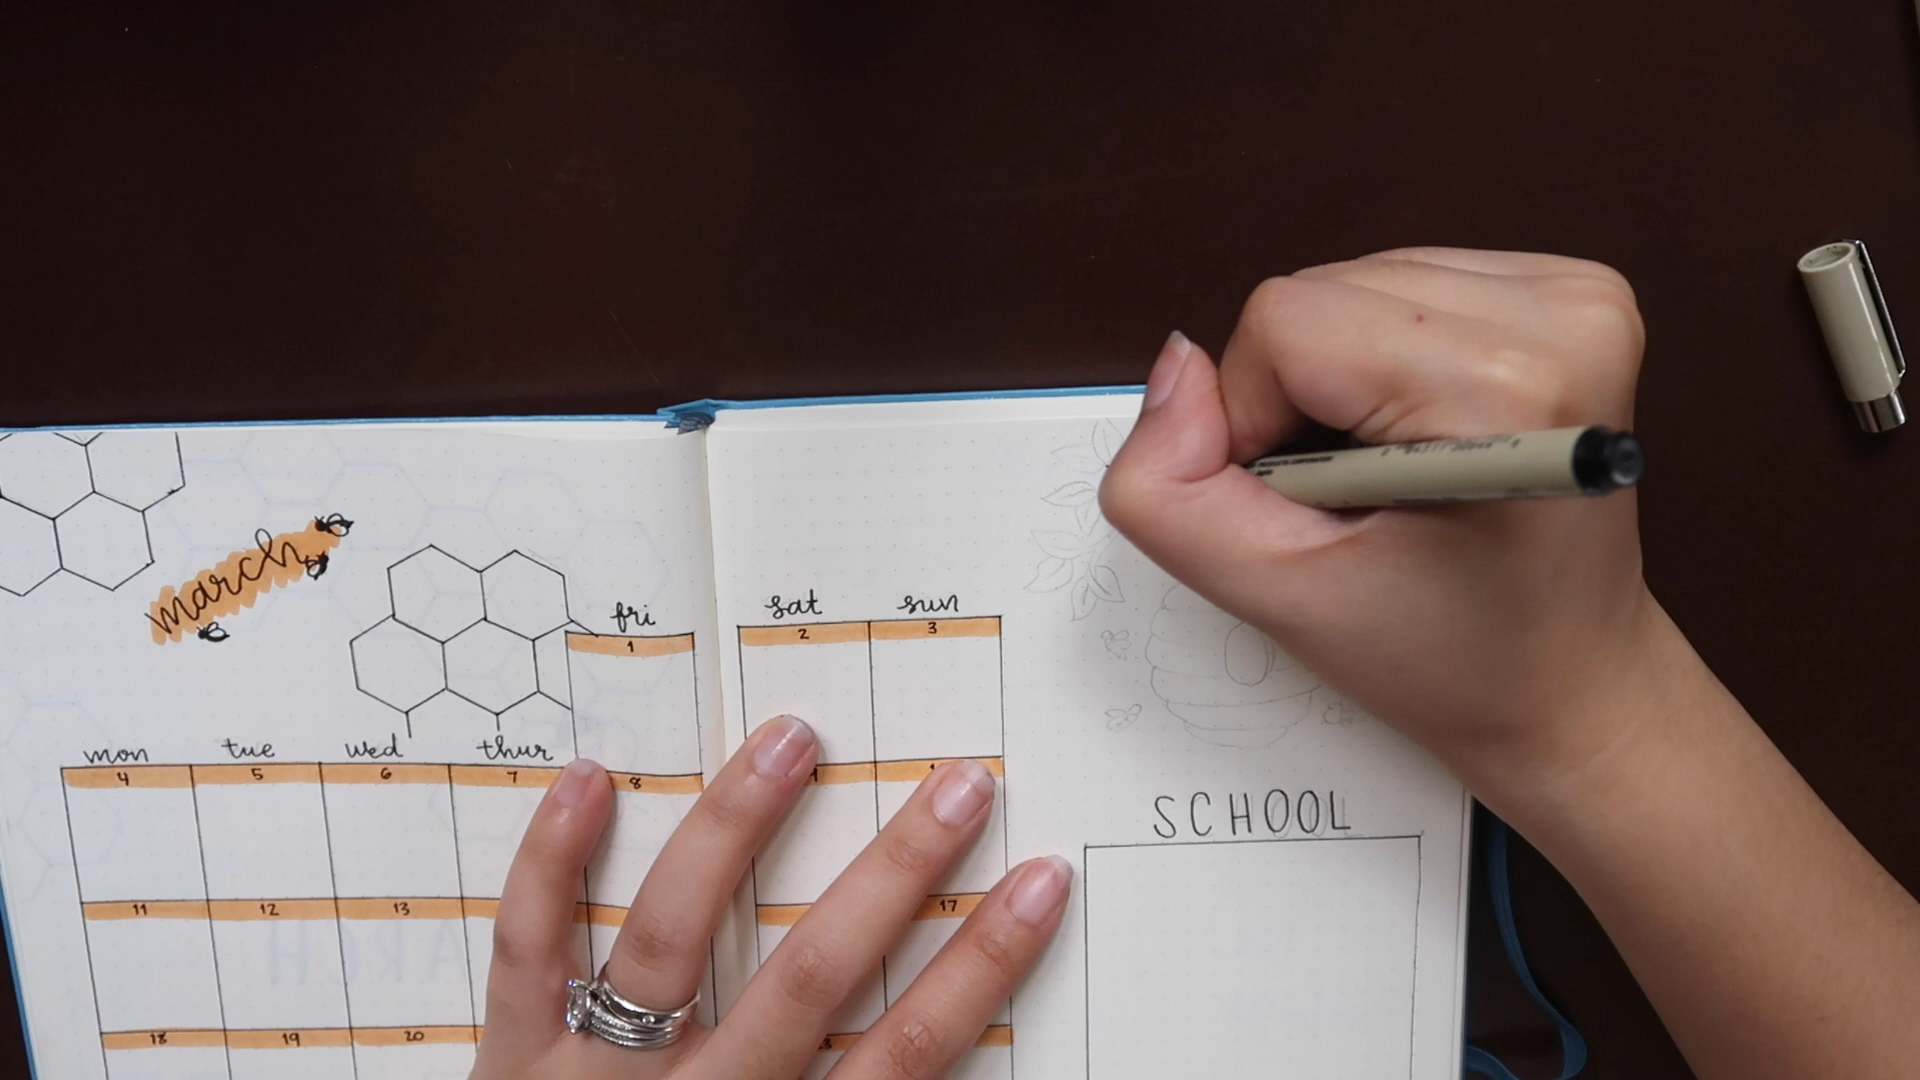 march
fri
sat sun
1
2 3
mon tue wed thur
4 5 6 7 8
SCHOOL
11 12 13
17
18 19 20